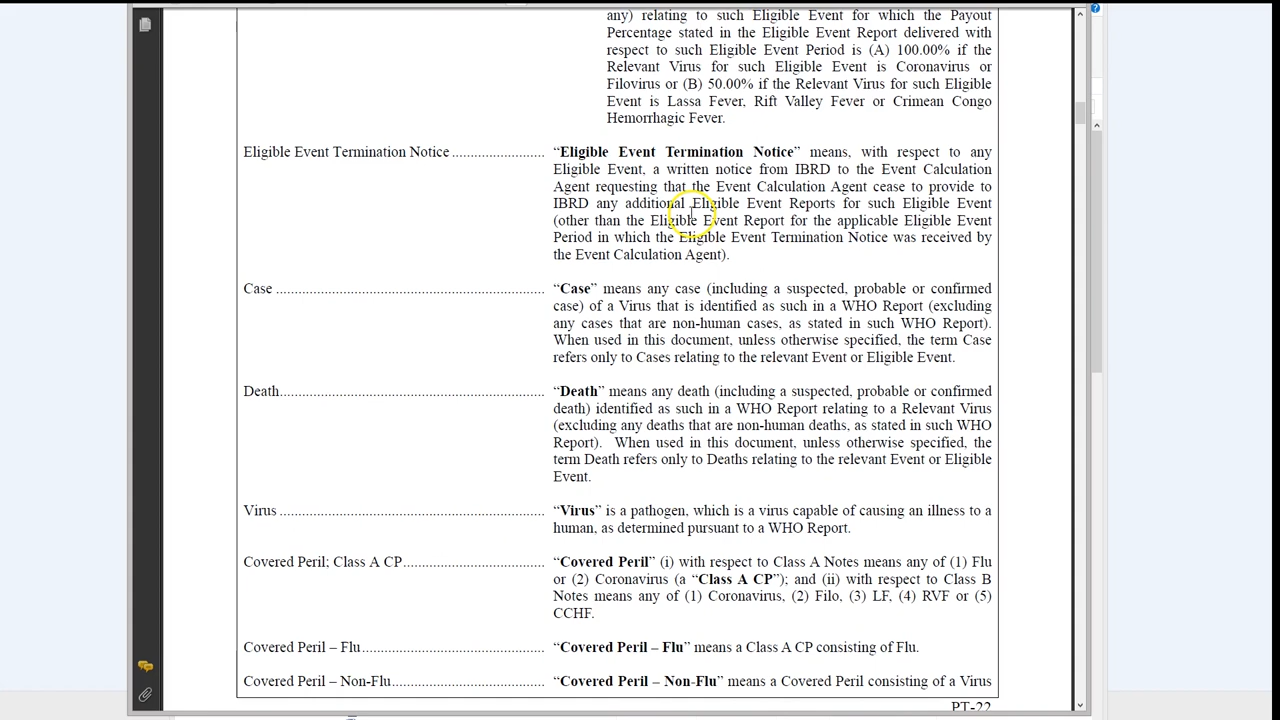 any) relating to such Eligible Event for which the Payout
Percentage stated in the Eligible Event Report delivered with
respect to such Eligible Event Period is (A) 100.00% if the
Relevant Virus for such Eligible Event is Coronavirus or
Filovirus or (B) 50.00% if the Relevant Virus for such Eligible
Event is Lassa Fever, Rift Valley Fever or Crimean Congo
Hemorrhagic Fever.
Eligible Event Termination Notice ......................... “Eligible Event Termination Notice” means, with respect to any
Eligible Event, a written notice from IBRD to the Event Calculation
Agent requesting that the Event Calculation Agent cease to provide to
IBRD any additional Eligible Event Reports for such Eligible Event
(other than the Eligible Event Report for the applicable Eligible Event
Period in which the Eligible Event Termination Notice was received by
the Event Calculation Agent).
Case ......................................................................... “Case” means any case (including a suspected, probable or confirmed
case) of a Virus that is identified as such in a WHO Report (excluding
any cases that are non-human cases, as stated in such WHO Report).
When used in this document, unless otherwise specified, the term Case
refers only to Cases relating to the relevant Event or Eligible Event.
Death........................................................................ “Death” means any death (including a suspected, probable or confirmed
death) identified as such in a WHO Report relating to a Relevant Virus
(excluding any deaths that are non-human deaths, as stated in such WHO
Report). When used in this document, unless otherwise specified, the
term Death refers only to Deaths relating to the relevant Event or Eligible
Event.
Virus ........................................................................ “Virus” is a pathogen, which is a virus capable of causing an illness to a
human, as determined pursuant to a WHO Report.
Covered Peril; Class A CP....................................... “Covered Peril” (i) with respect to Class A Notes means any of (1) Flu
or (2) Coronavirus (a “Class A CP”); and (ii) with respect to Class B
Notes means any of (1) Coronavirus, (2) Filo, (3) LF, (4) RVF or (5)
CCHF.
Covered Peril – Flu.................................................. “Covered Peril – Flu” means a Class A CP consisting of Flu.
Covered Peril – Non-Flu.......................................... “Covered Peril – Non-Flu” means a Covered Peril consisting of a Virus
PT-22